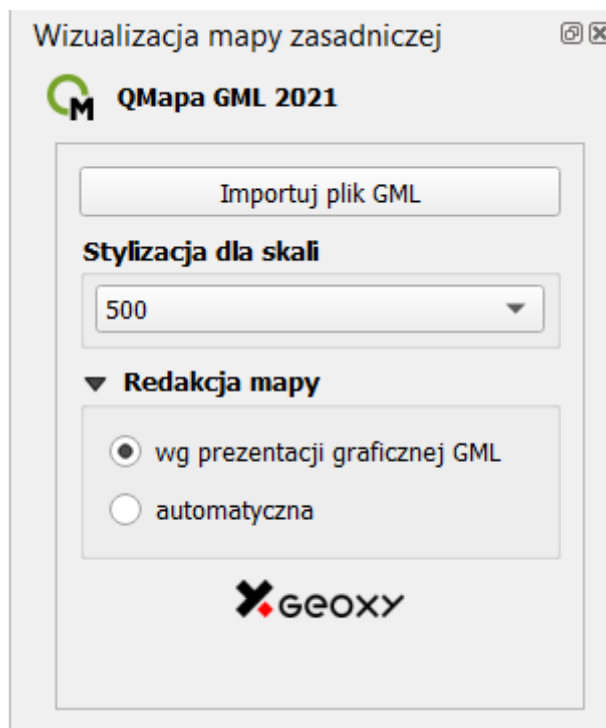 Wizualizacja mapy zasadniczej
QMapa GML 2021
Importuj plik GML
Stylizacja dla skali
500
Redakcja mapy
wg prezentacji graficznej GML
automatyczna
GEOXY